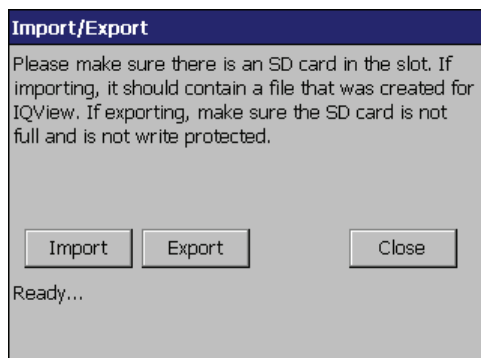 Import/Export
Please make sure there is an SD card in the slot. If
importing, it should contain a file that was created for
IQView. If exporting, make sure the SD card is not
full and is not write protected.
Import Export Close
Ready...